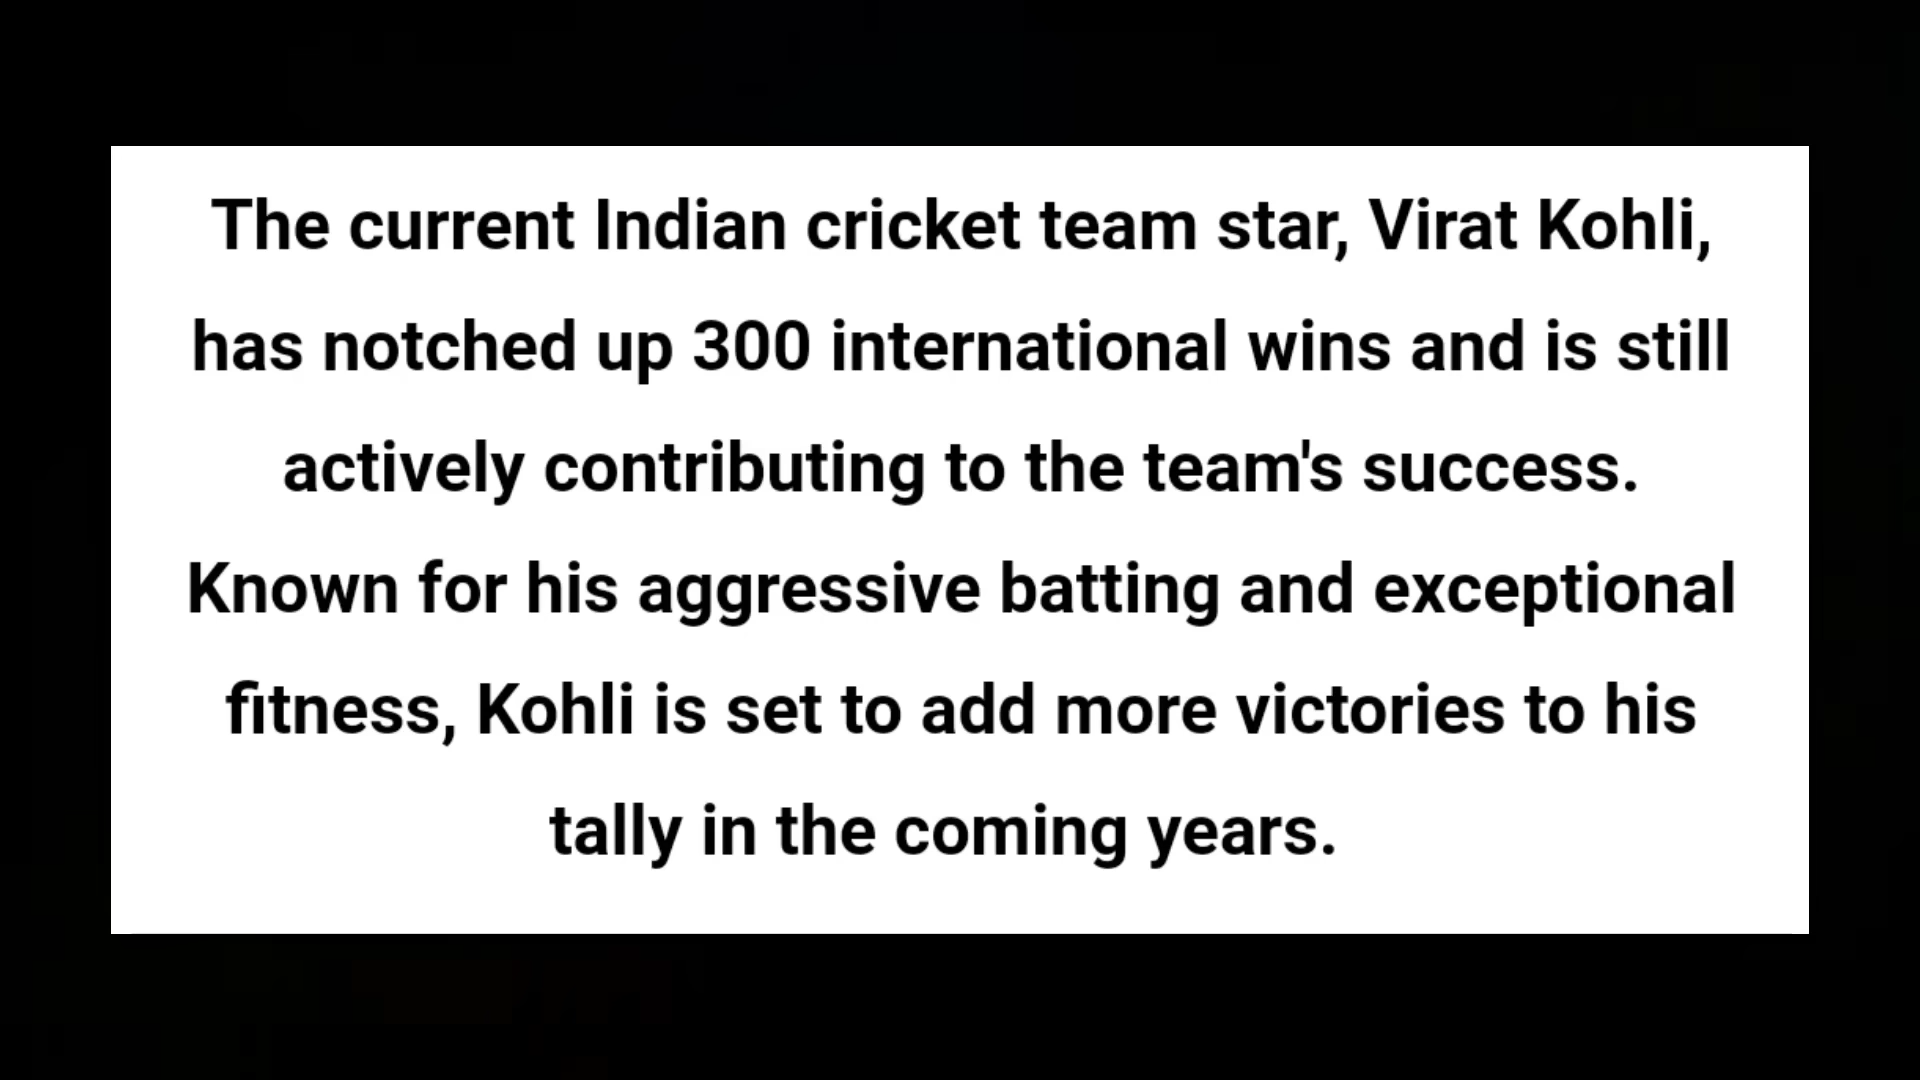 The current Indian cricket team star, Virat Kohli,
has notched up 300 international wins and is still
actively contributing to the team's success.
Known for his aggressive batting and exceptional
fitness, Kohli is set to add more victories to his
tally in the coming years.